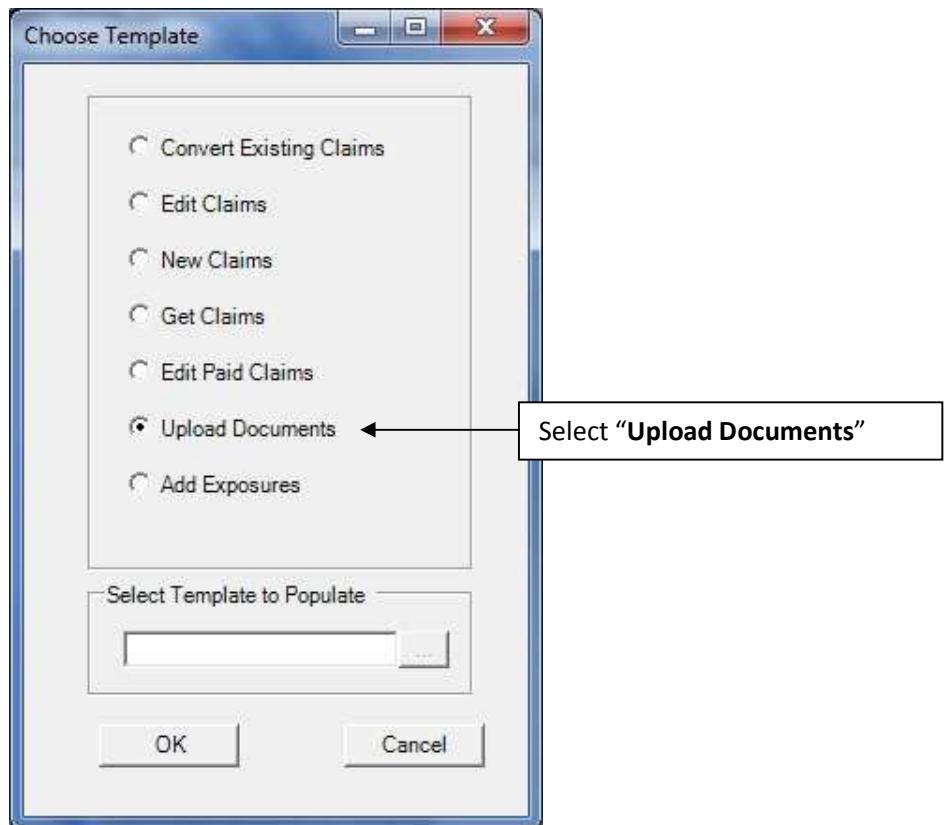 Choose Template
Convert Existing Claims
Edit Claims
New Claims
Get Claims
Edit Paid Claims
Upload Documents
Select “Upload Documents”
Add Exposures
Select Template to Populate
...
OK
Cancel